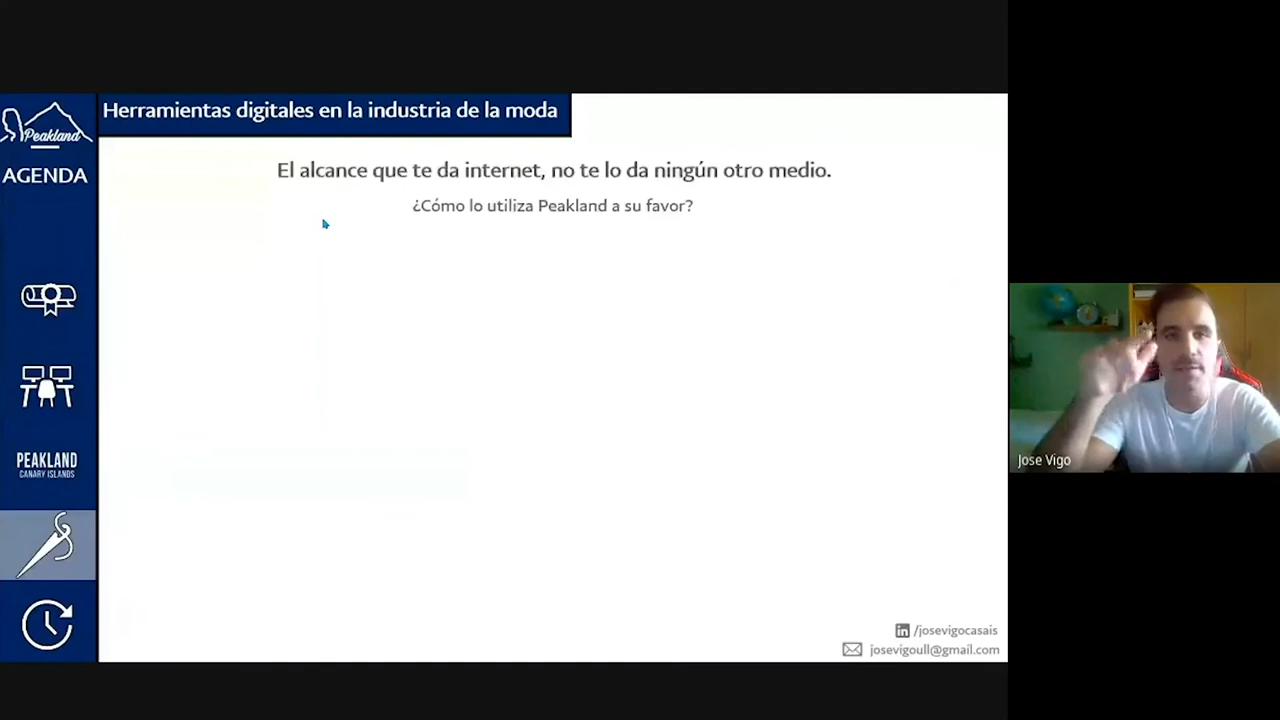 Peakland
AGENDA
PEAKLAND
CANARY ISLANDS
Herramientas digitales en la industria de la moda
El alcance que te da internet, no te lo da ningún otro medio.
¿Cómo lo utiliza Peakland a su favor?
in /josevigocasais
josevigoull@gmail.com
Jose Vigo